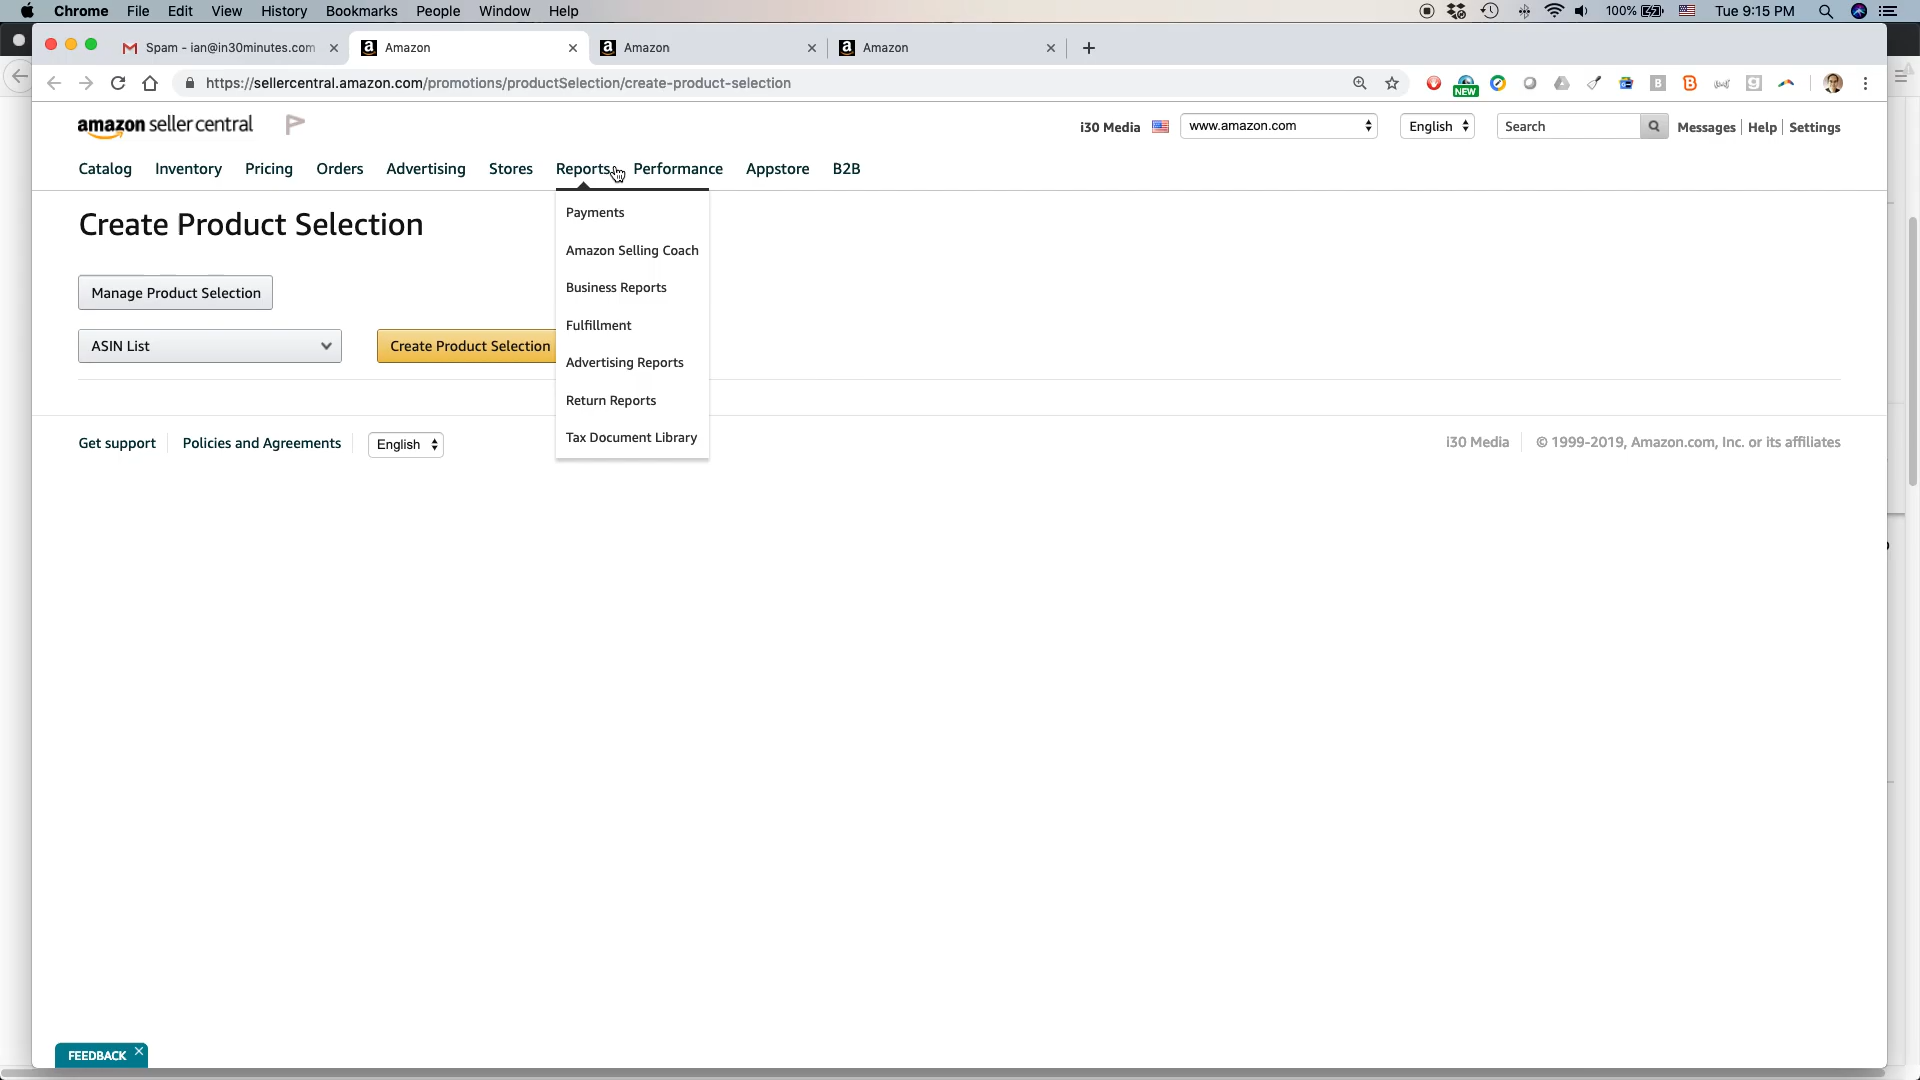 Chrome File Edit View History Bookmarks People Window Help 100% Tue 9:15 PM
Spam - ian@in30minutes.com Amazon Amazon Amazon
https://sellercentral.amazon.com/promotions/productSelection/create-product-selection NEW
amazon seller central i30 Media www.amazon.com English Search Messages Help Settings
Catalog Inventory Pricing Orders Advertising Stores Reports Performance Appstore B2B
Create Product Selection
Payments
Amazon Selling Coach
Business Reports
Fulfillment
Advertising Reports
Return Reports
Tax Document Library
Manage Product Selection
ASIN List Create Product Selection
Get support Policies and Agreements English i30 Media © 1999-2019, Amazon.com, Inc. or its affiliates
FEEDBACK